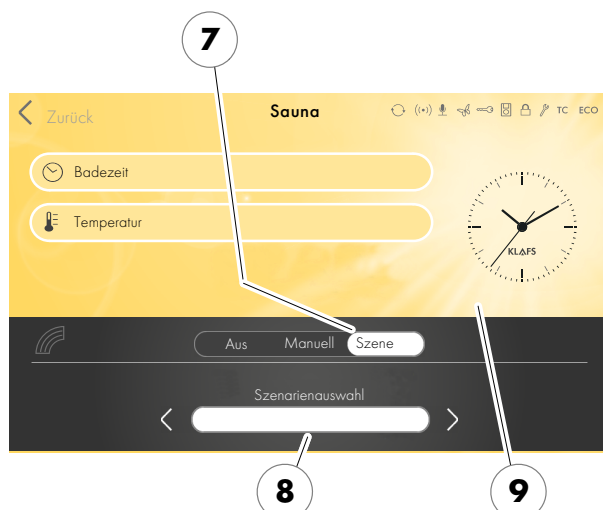 7
Zurück Sauna TC ECO
Badezeit
Temperatur
KLAFS
Aus Manuell Szene
Szenarienauswahl
8 9